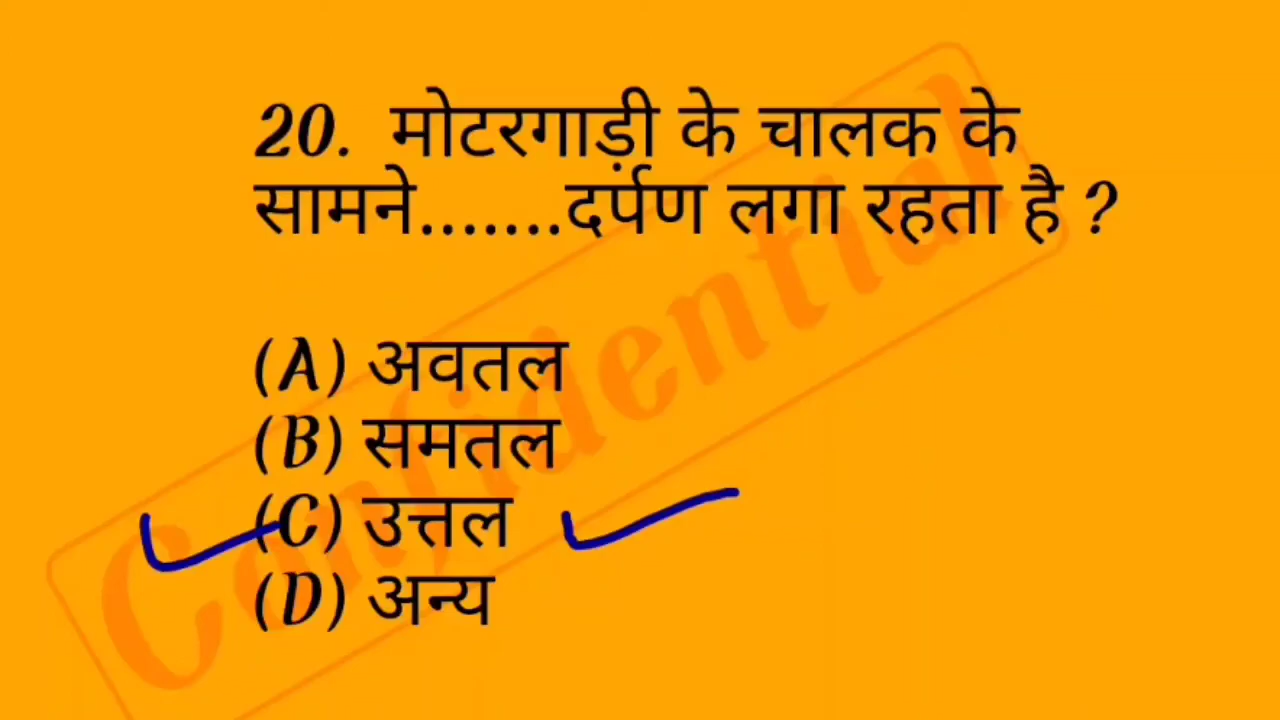 20. मोटरगाड़ी के चालक के
सामने.......दर्पण लगा रहता है ?
(A) अवतल
(B) समतल
(C) उत्तल
(D) अन्य
Confidential